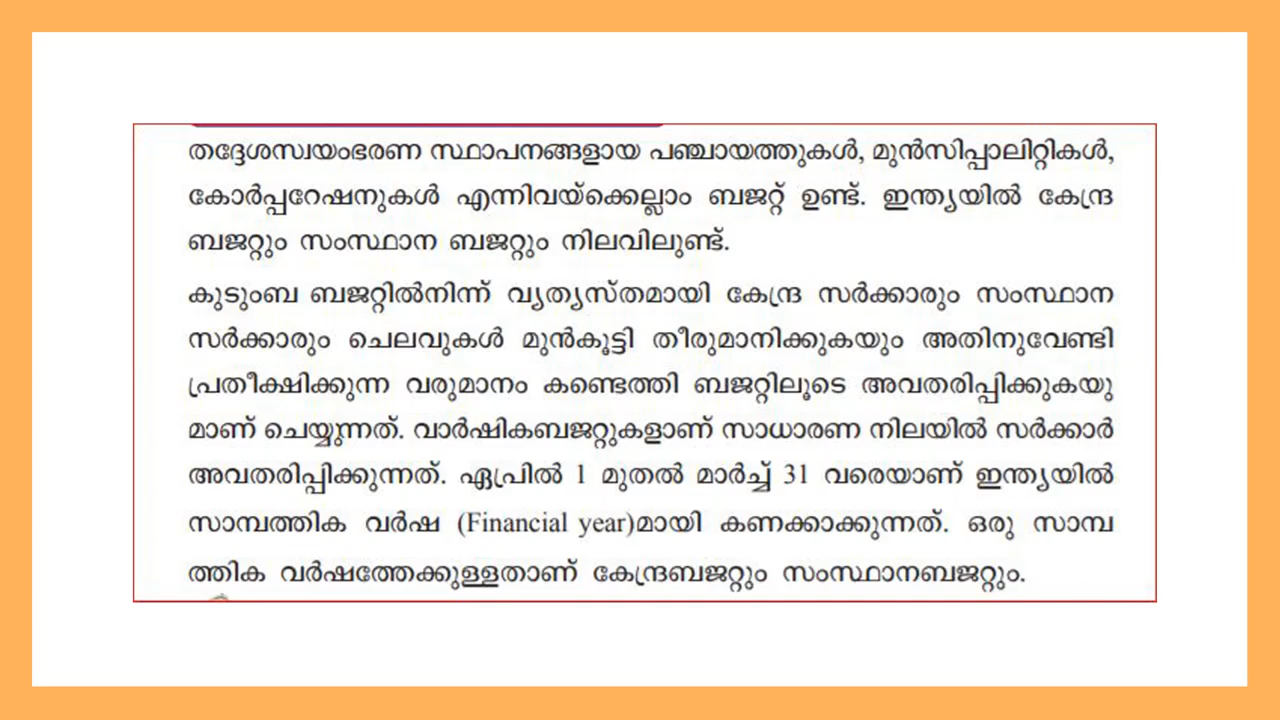 തദ്ദേശസ്വയംഭരണ സ്ഥാപനങ്ങളായ പഞ്ചായത്തുകൾ, മുൻസിപ്പാലിറ്റികൾ,
കോർപ്പറേഷനുകൾ എന്നിവയ്ക്കെല്ലാം ബജറ്റ് ഉണ്ട്. ഇന്ത്യയിൽ കേന്ദ്ര
ബജറ്റും സംസ്ഥാന ബജറ്റും നിലവിലുണ്ട്.
കുടുംബ ബജറ്റിൽനിന്ന് വ്യത്യസ്തമായി കേന്ദ്ര സർക്കാരും സംസ്ഥാന
സർക്കാരും ചെലവുകൾ മുൻകൂട്ടി തീരുമാനിക്കുകയും അതിനുവേണ്ടി
പ്രതീക്ഷിക്കുന്ന വരുമാനം കണ്ടെത്തി ബജറ്റിലൂടെ അവതരിപ്പിക്കുകയു
മാണ് ചെയ്യുന്നത്. വാർഷികബജറ്റുകളാണ് സാധാരണ നിലയിൽ സർക്കാർ
അവതരിപ്പിക്കുന്നത്. ഏപ്രിൽ 1 മുതൽ മാർച്ച് 31 വരെയാണ് ഇന്ത്യയിൽ
സാമ്പത്തിക വർഷ (Financial year)മായി കണക്കാക്കുന്നത്. ഒരു സാമ്പ
ത്തിക വർഷത്തേക്കുള്ളതാണ് കേന്ദ്രബജറ്റും സംസ്ഥാനബജറ്റും.